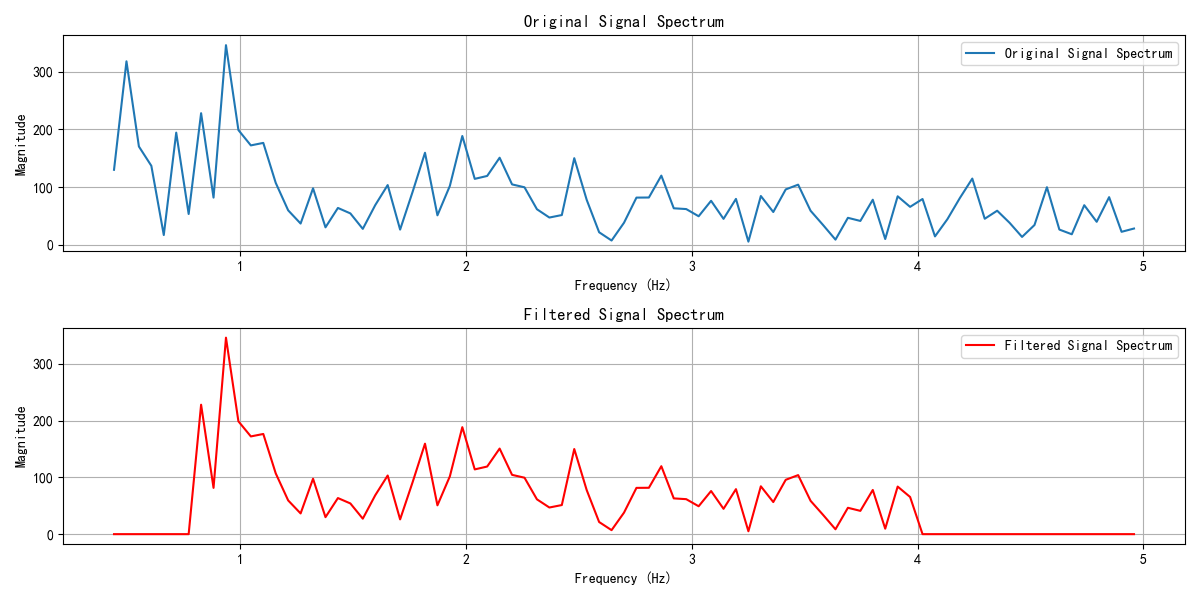 Original Signal Spectrum
Original Signal Spectrum
Magnitude
300
200
100
0
1
2
3
4
5
Frequency (Hz)
Filtered Signal Spectrum
Filtered Signal Spectrum
Magnitude
300
200
100
0
1
2
3
4
5
Frequency (Hz)